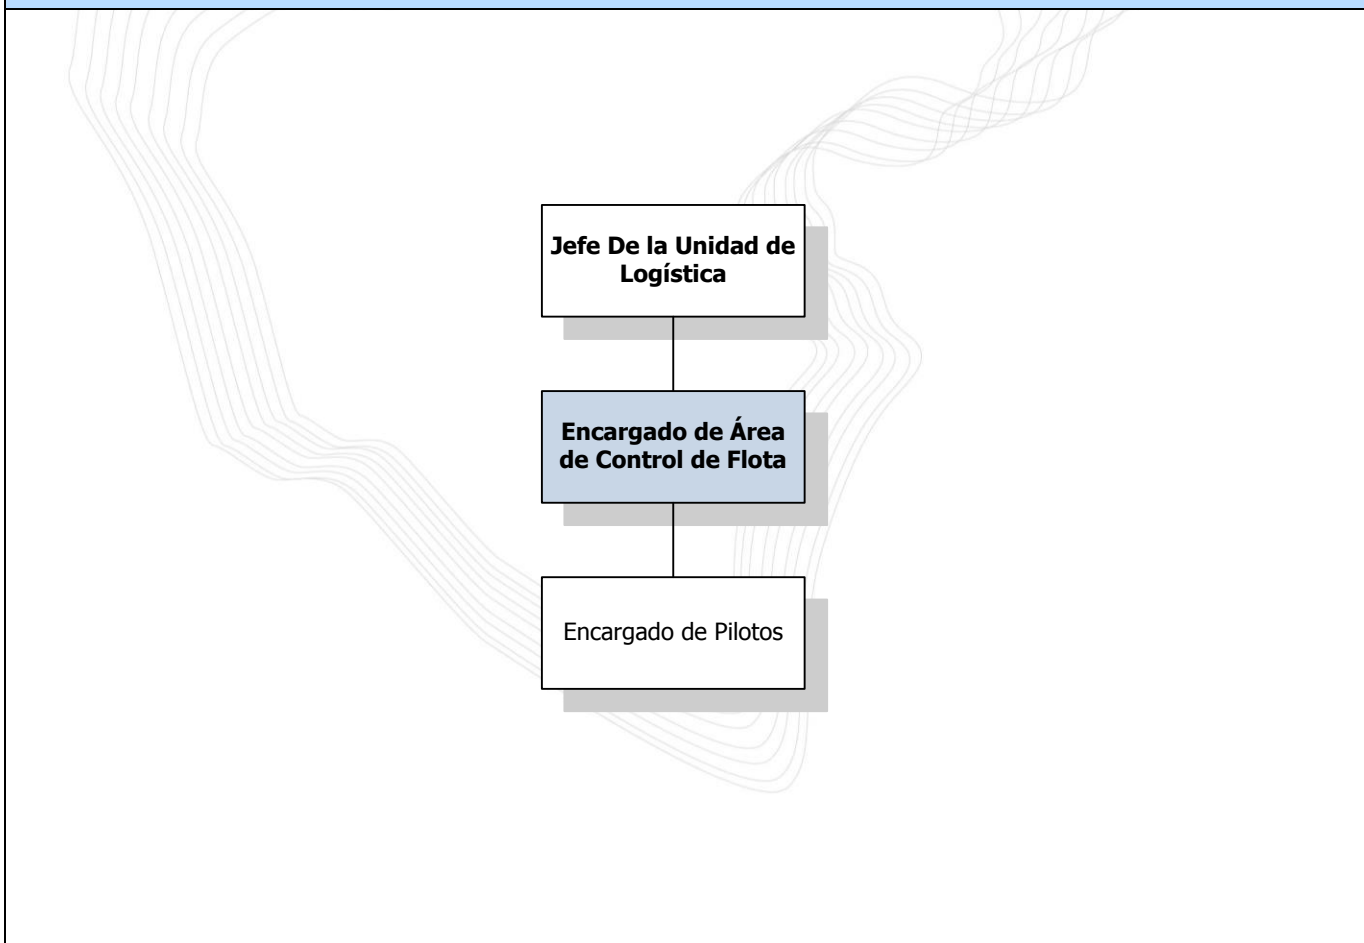 Jefe De la Unidad de
Logística
Encargado de Área
de Control de Flota
Encargado de Pilotos